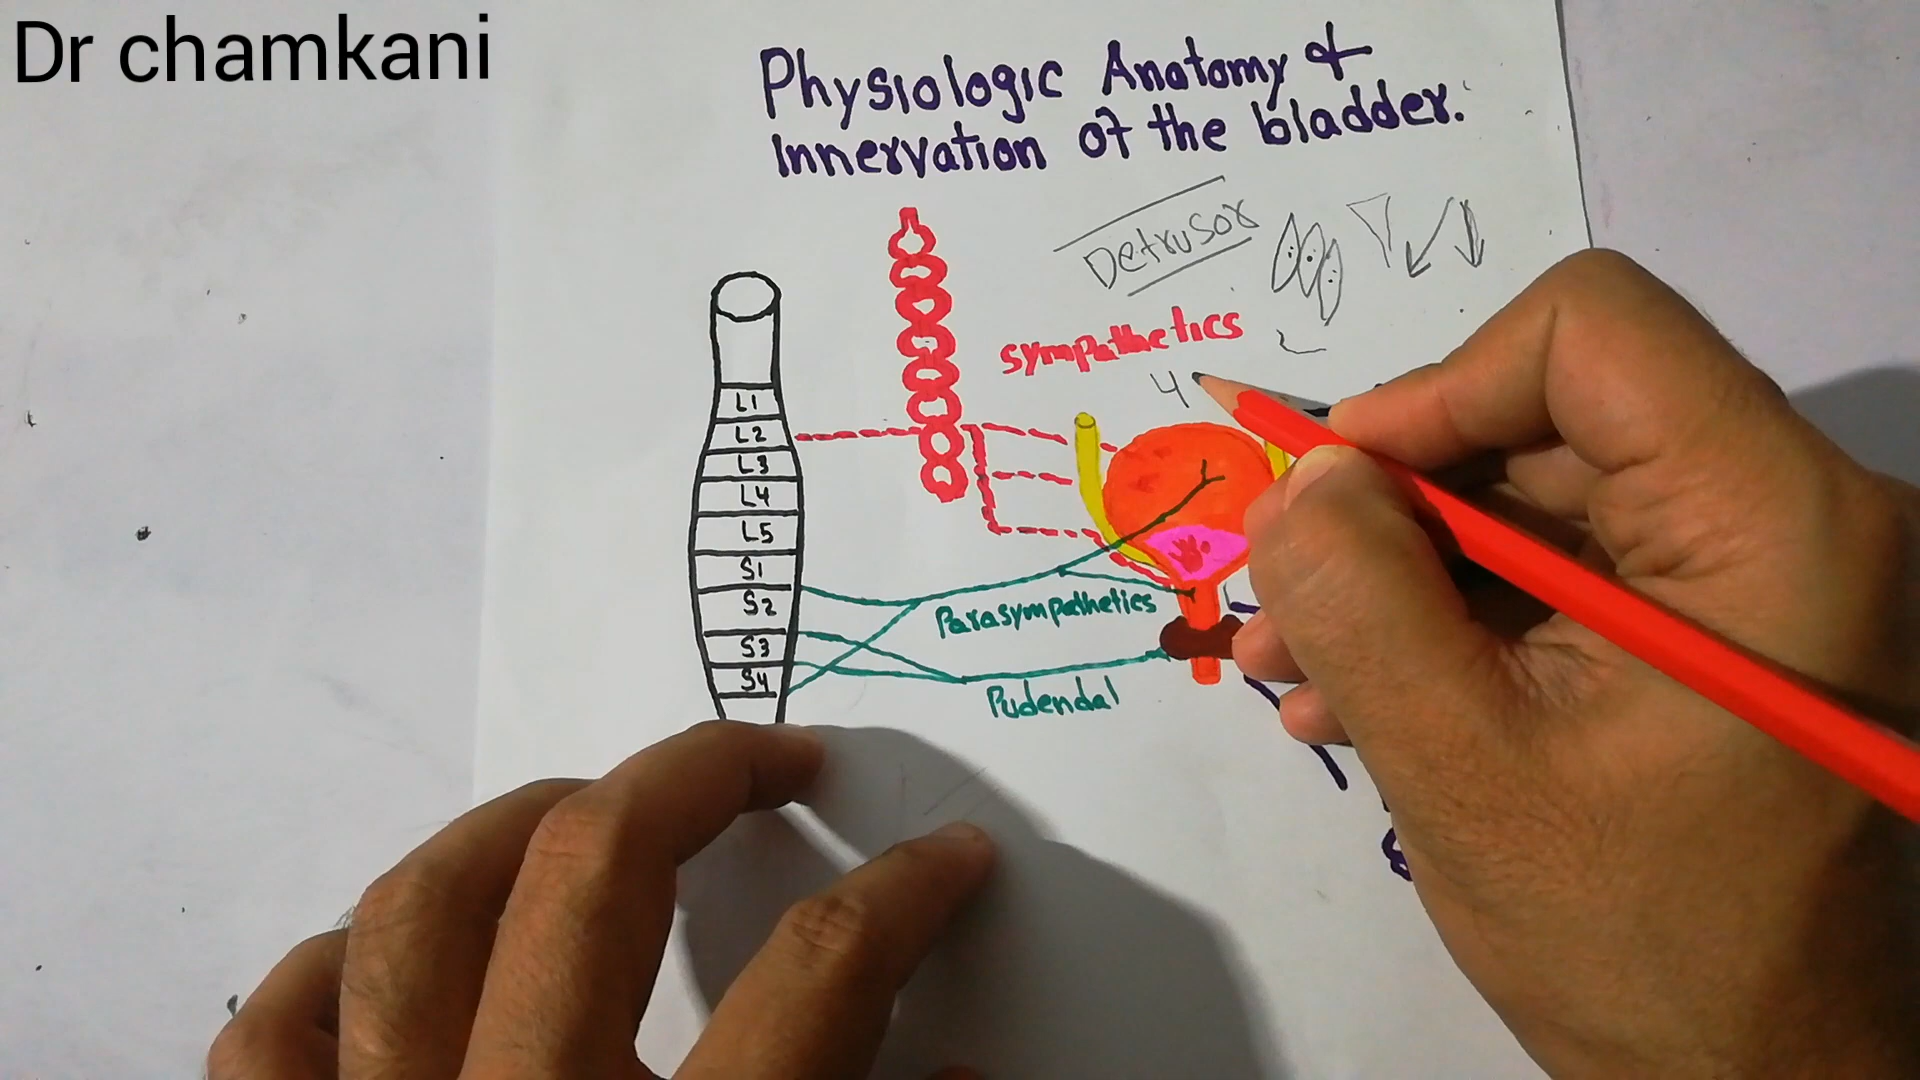 Dr chamkani
Physiologic Anatomy &
innervation of the bladder.
Detrusor
sympathetics
4
L1
L2
L3
L4
L5
S1
S2
S3
S4
Parasympathetics
Pudendal